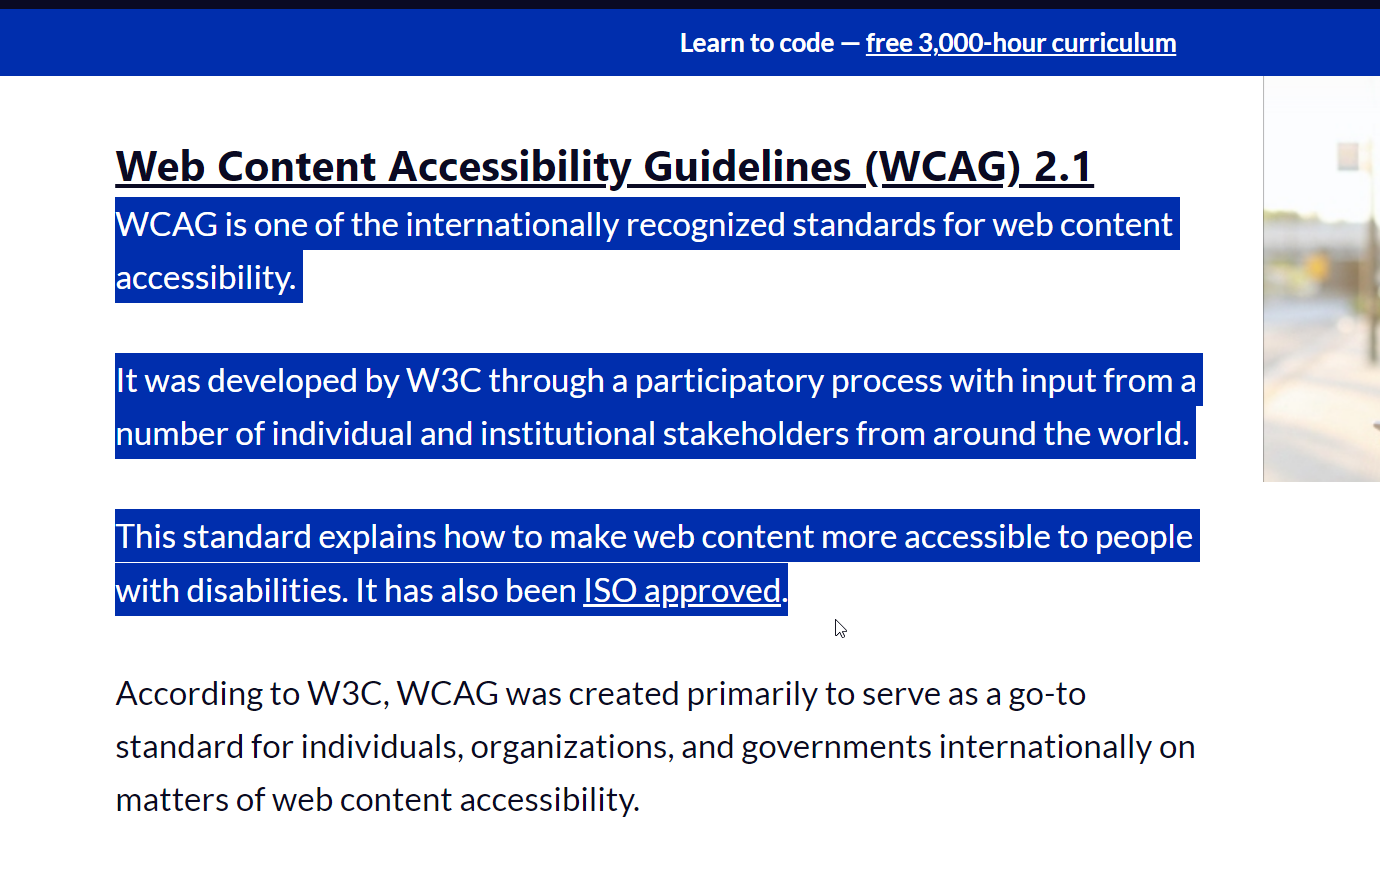 Learn to code — free 3,000-hour curriculum
Web Content Accessibility Guidelines (WCAG) 2.1
WCAG is one of the internationally recognized standards for web content
accessibility.
It was developed by W3C through a participatory process with input from a
number of individual and institutional stakeholders from around the world.
This standard explains how to make web content more accessible to people
with disabilities. It has also been ISO approved.
According to W3C, WCAG was created primarily to serve as a go-to
standard for individuals, organizations, and governments internationally on
matters of web content accessibility.